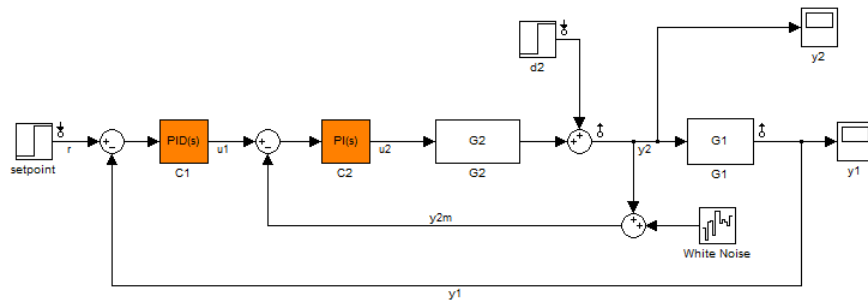 d2
y2
setpoint
r
PID(s)
C1
u1
PI(s)
C2
u2
G2
G2
y2
G1
G1
y1
y2m
White Noise
y1